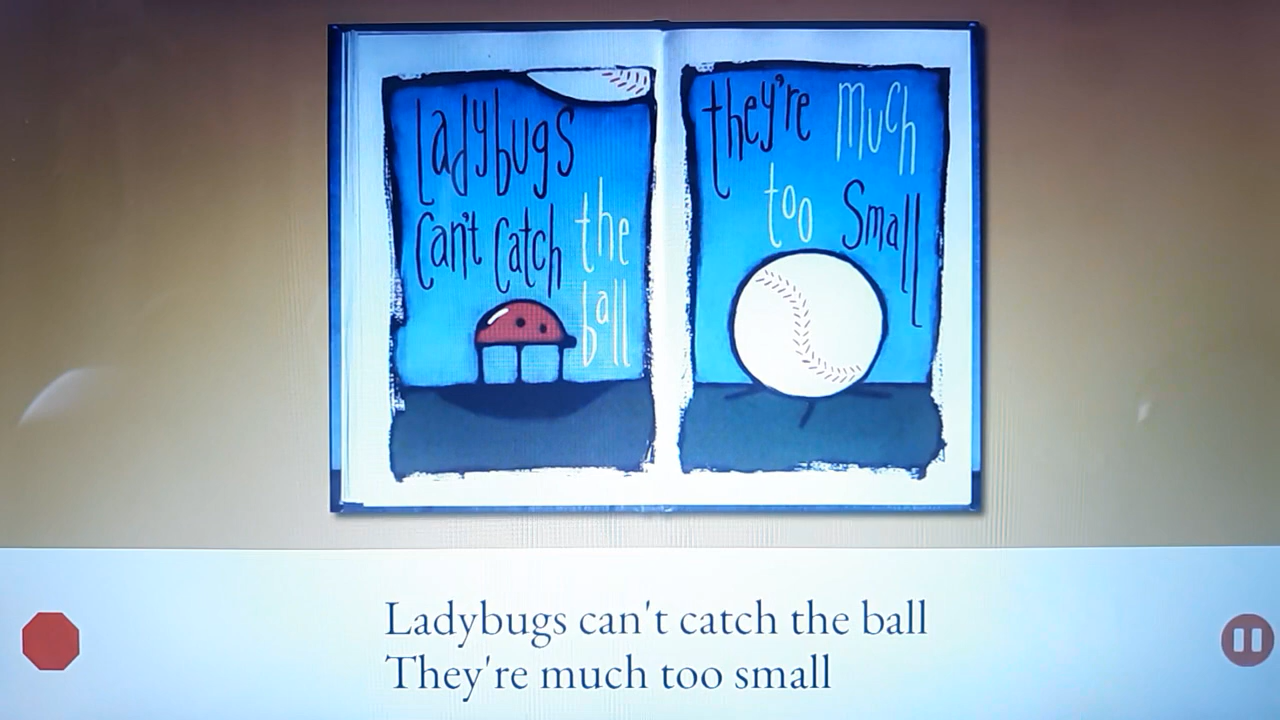 Ladybugs
Can't Catch the
ball
they're Much
too Small
Ladybugs can't catch the ball
They're much too small